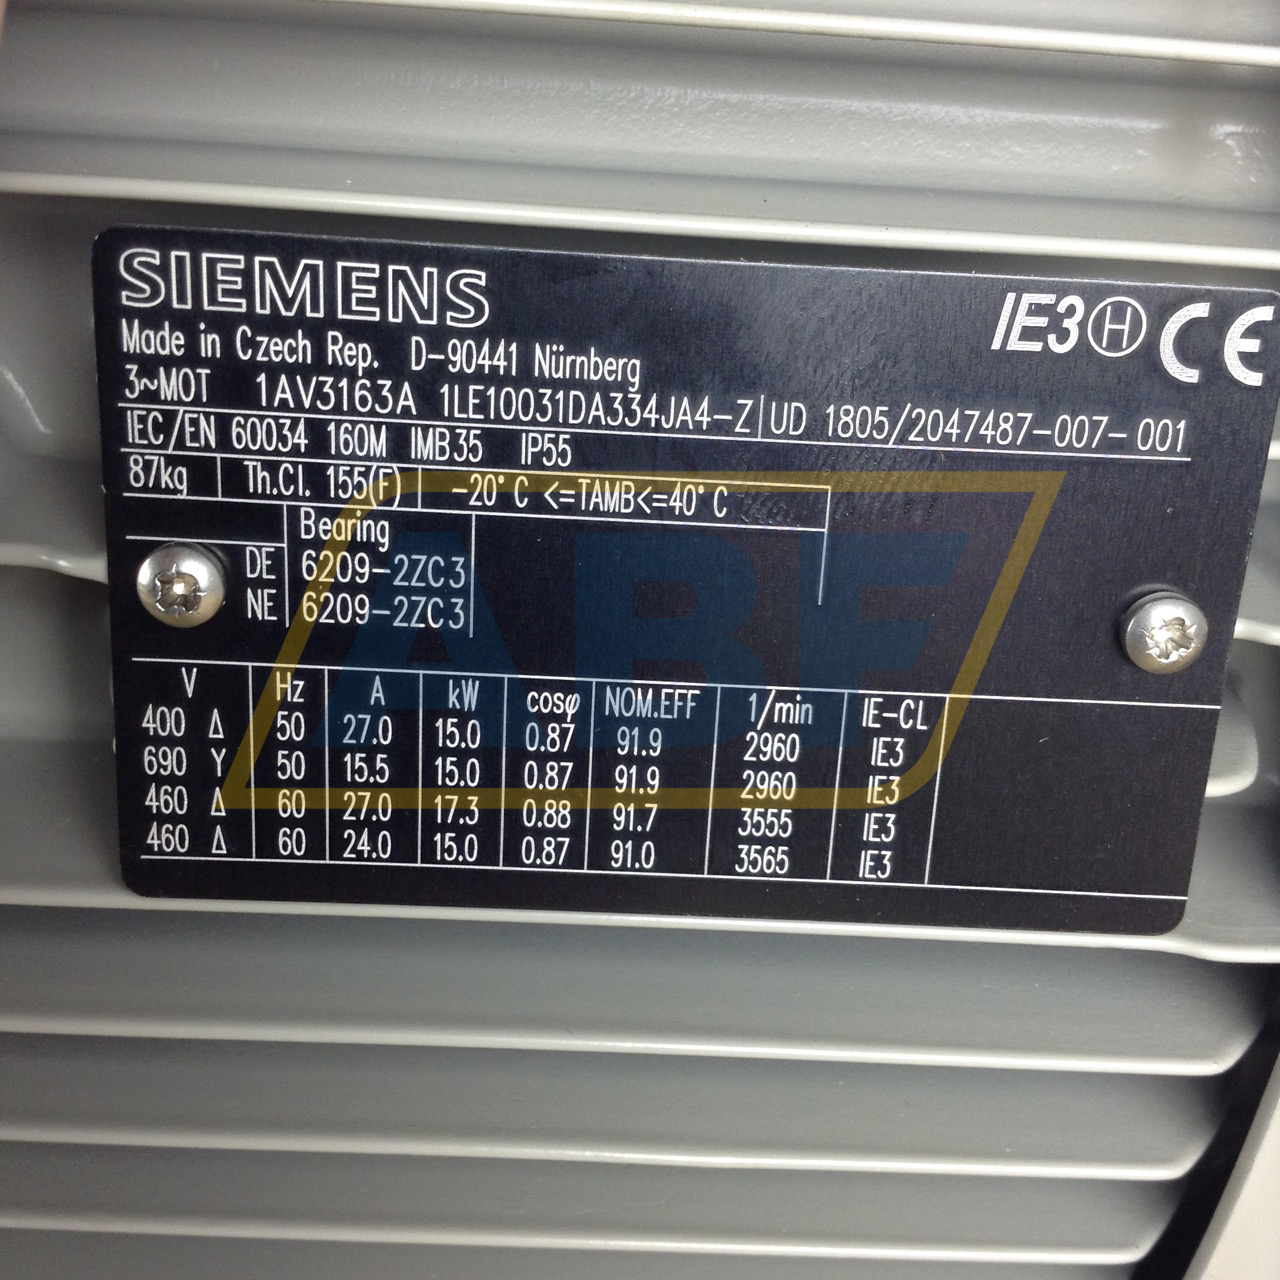 SIEMENS
IE3 H CE
Made in Czech Rep. D-90441 Nürnberg
3~MOT 1AV3163A 1LE10031DA334JA4-Z UD 1805/2047487-007-001
IEC/EN 60034 160M IMB35 IP55
87kg Th.Cl. 155(F) -20°C <=TAMB<=40°C
Bearing
DE 6209-2ZC3
NE 6209-2ZC3
V Hz A kW cosφ NOM.EFF 1/min IE-CL
400 Δ 50 27.0 15.0 0.87 91.9 2960 IE3
690 Y 50 15.5 15.0 0.87 91.9 2960 IE3
460 Δ 60 27.0 17.3 0.88 91.7 3555 IE3
460 Δ 60 24.0 15.0 0.87 91.0 3565 IE3
ABF